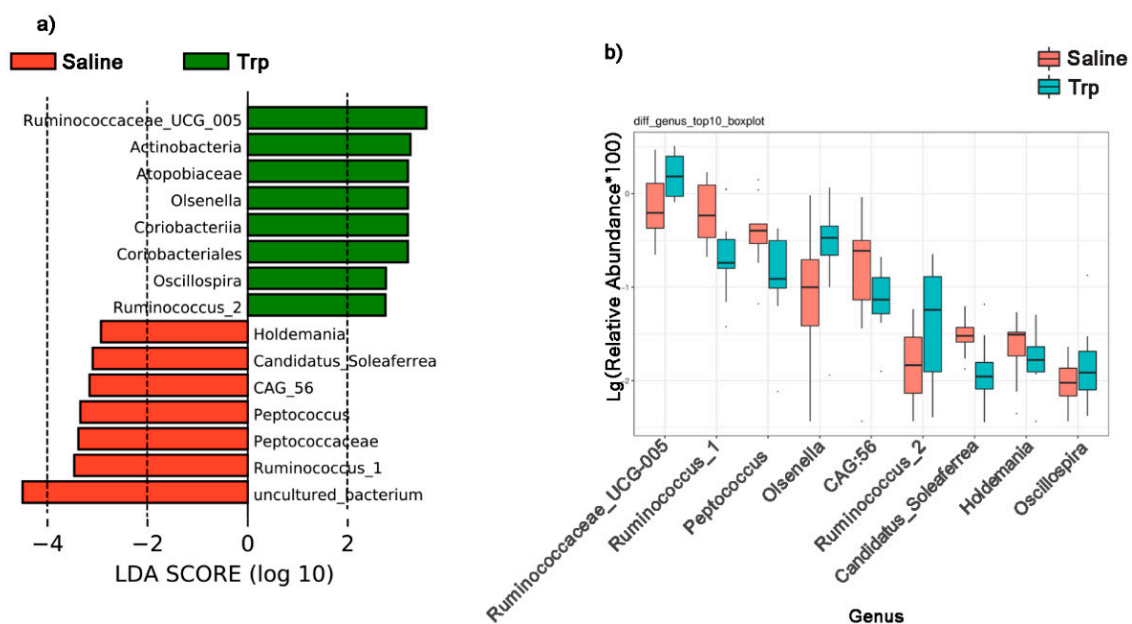 a)
Saline
Trp
Ruminococcaceae_UCG_005
Actinobacteria
Atopobiaceae
Olsenella
Coriobacteriia
Coriobacteriales
Oscillospira
Ruminococcus_2
Holdemania
Candidatus_Soleaferrea
CAG_56
Peptococcus
Peptococcaceae
Ruminococcus_1
uncultured_bacterium
−4 −2 0 2
LDA SCORE (log 10)
b)
Saline
Trp
diff_genus_top10_boxplot
Lg(Relative Abundance*100)
0
-1
-2
Ruminococcaceae_UCG-005
Ruminococcus_1
Peptococcus
Olsenella
CAG:56
Ruminococcus_2
Candidatus_Soleaferrea
Holdemania
Oscillospira
Genus